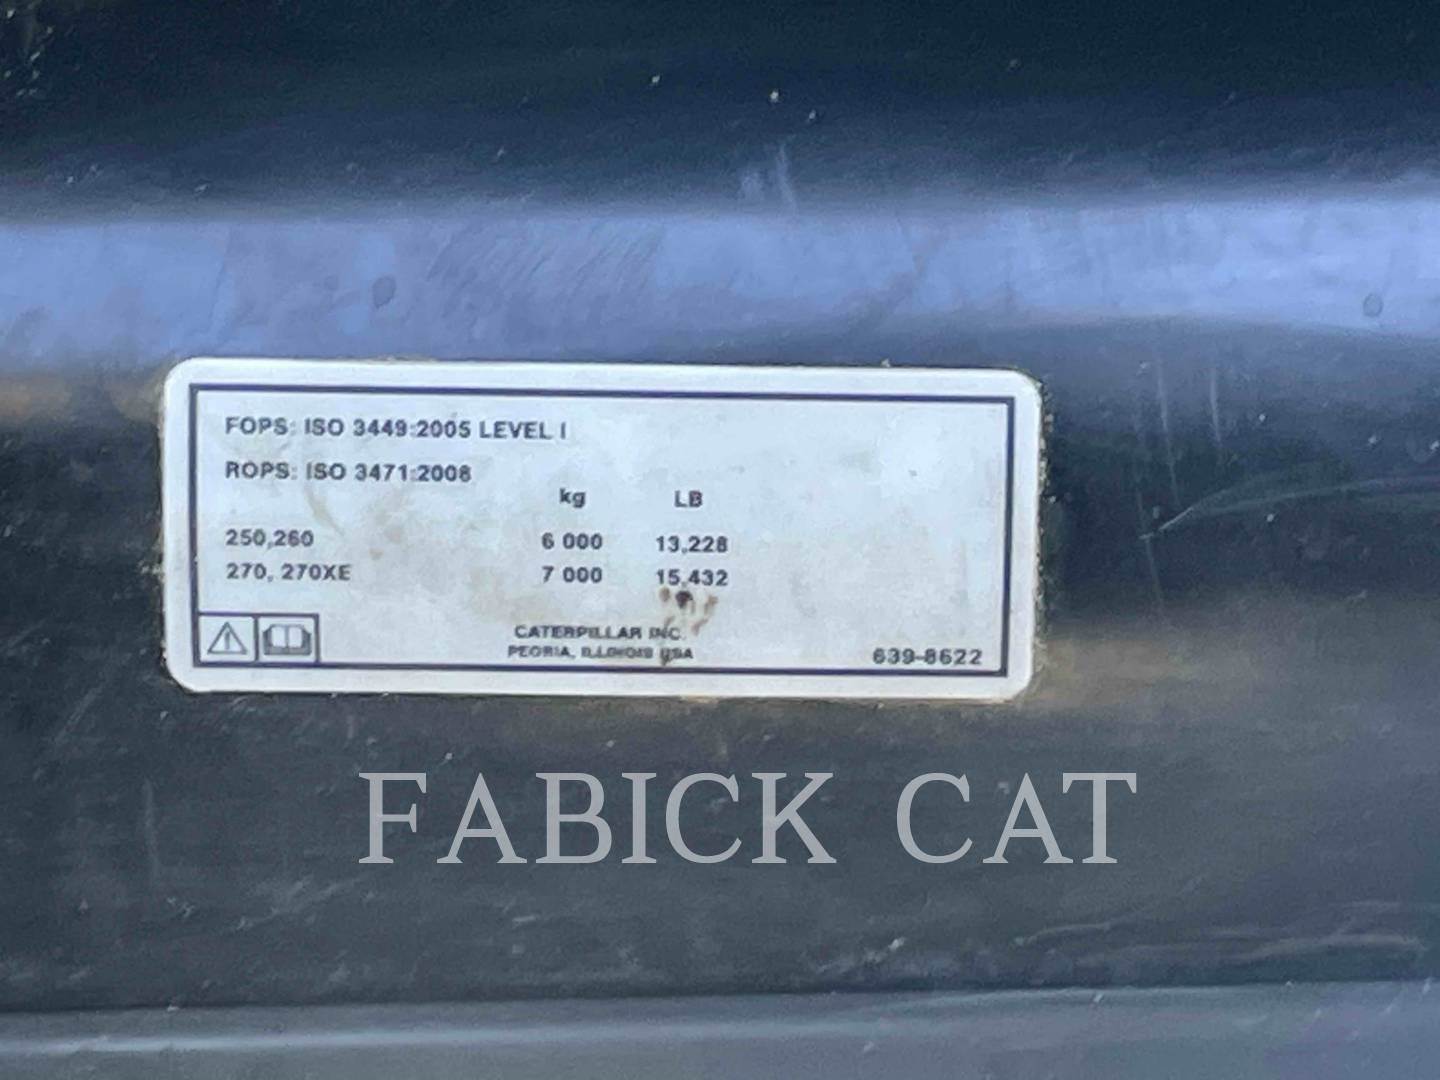 FOPS: ISO 3449:2005 LEVEL I
ROPS: ISO 3471:2008
kg LB
250,260 6 000 13,228
270, 270XE 7 000 15,432
CATERPILLAR INC.
PEORIA, ILLINOIS USA
639-8622
FABICK CAT